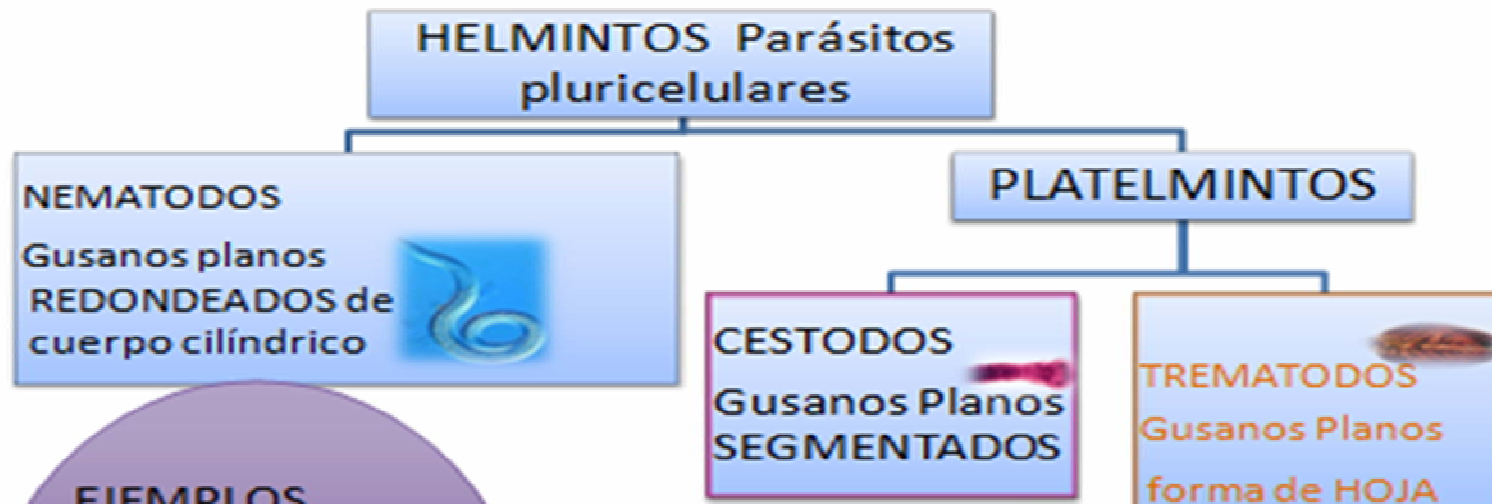 HELMINTOS Parásitos
pluricelulares
NEMATODOS
Gusanos planos
REDONDEADOS de
cuerpo cilíndrico
PLATELMINTOS
CESTODOS
Gusanos Planos
SEGMENTADOS
TREMATODOS
Gusanos Planos
forma de HOJA
EJEMPLOS